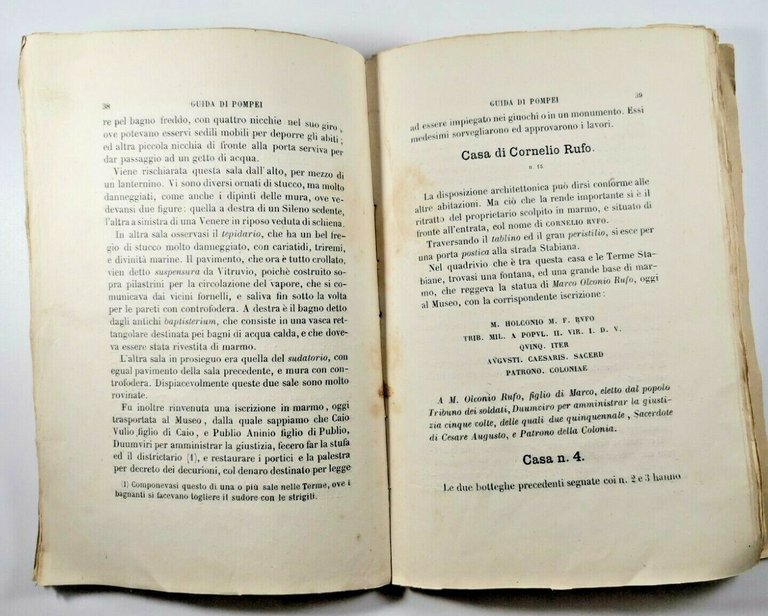 38
GUIDA DI POMPEI
re pel bagno freddo, con quattro nicchie nel suo giro,
ove potevano esservi sedili mobili per deporre gli abiti;
ed altra piccola nicchia di fronte alla porta serviva per
dar passaggio ad un getto di acqua.
Viene rischiarata questa sala dall'alto, per mezzo di
un lanternino. Vi sono diversi ornati di stucco, ma molto
danneggiati, come anche i dipinti delle mura, ove ve-
devansi due figure: quella a destra di un Sileno sedente,
l'altra a sinistra di una Venere in riposo veduta di schiena.
In altra sala osservasi il tepidario, che ha un bel fre-
gio di stucco molto danneggiato, con cariatidi, triremi,
e divinità marine. Il pavimento, che ora è tutto crollato,
vien detto suspensura da Vitruvio, poichè costruito so-
pra pilastrini per la circolazione del vapore, che si co-
municava dai vicini fornelli, e saliva fin sotto la volta
per le pareti con controfodera. A destra è il bagno detto
dagli antichi baptisterium, che consiste in una vasca ret-
tangolare destinata pei bagni di acqua calda, e che dove-
va essere stata rivestita di marmo.
L'altra sala in prosieguo era quella del sudatorio, con
egual pavimento della sala precedente, e mura con con-
trofodera. Dispiacevolmente queste due sale sono molto
rovinate.
Fu inoltre rinvenuta una iscrizione in marmo, oggi
trasportata al Museo, dalla quale sappiamo che Caio
Vulio figlio di Caio, e Publio Aninio figlio di Publio,
Duumviri per amministrare la giustizia, fecero far la stufa
ed il districtario (1), e restaurare i portici e la palestra
per decreto dei decurioni, col denaro destinato per legge
(1) Componevasi questo di una o più sale nelle Terme, ove i
bagnanti si facevano togliere il sudore con le strigili.
GUIDA DI POMPEI
39
ad essere impiegato nei giuochi o in un monumento. Essi
medesimi sorvegliarono ed approvarono i lavori.
Casa di Cornelio Rufo.
n. 15
La disposizione architettonica può dirsi conforme alle
altre abitazioni. Ma ciò che la rende importante si è il
ritratto del proprietario scolpito in marmo, e situato di
fronte all'entrata, col nome di CORNELIO RVFO.
Traversando il tablino ed il gran peristilio, si esce per
una porta postica alla strada Stabiana.
Nel quadrivio che è tra questa casa e le Terme Sta-
biane, trovasi una fontana, ed una grande base di mar-
mo, che reggeva la statua di Marco Olconio Rufo, oggi
al Museo, con la corrispondente iscrizione:
M. HOLCONIO M. F. RVFO
TRIB. MIL. A POPVL. II. VIR. I. D. V.
QVINQ. ITER
AVGVSTI. CAESARIS. SACERD
PATRONO. COLONIAE
A M. Olconio Rufo, figlio di Marco, eletto dal popolo
Tribuno dei soldati, Duumviro per amministrar la giusti-
zia cinque volte, delle quali due quinquennale, Sacerdote
di Cesare Augusto, e Patrono della Colonia.
Casa n. 4.
Le due botteghe precedenti segnate coi n. 2 e 3 hanno